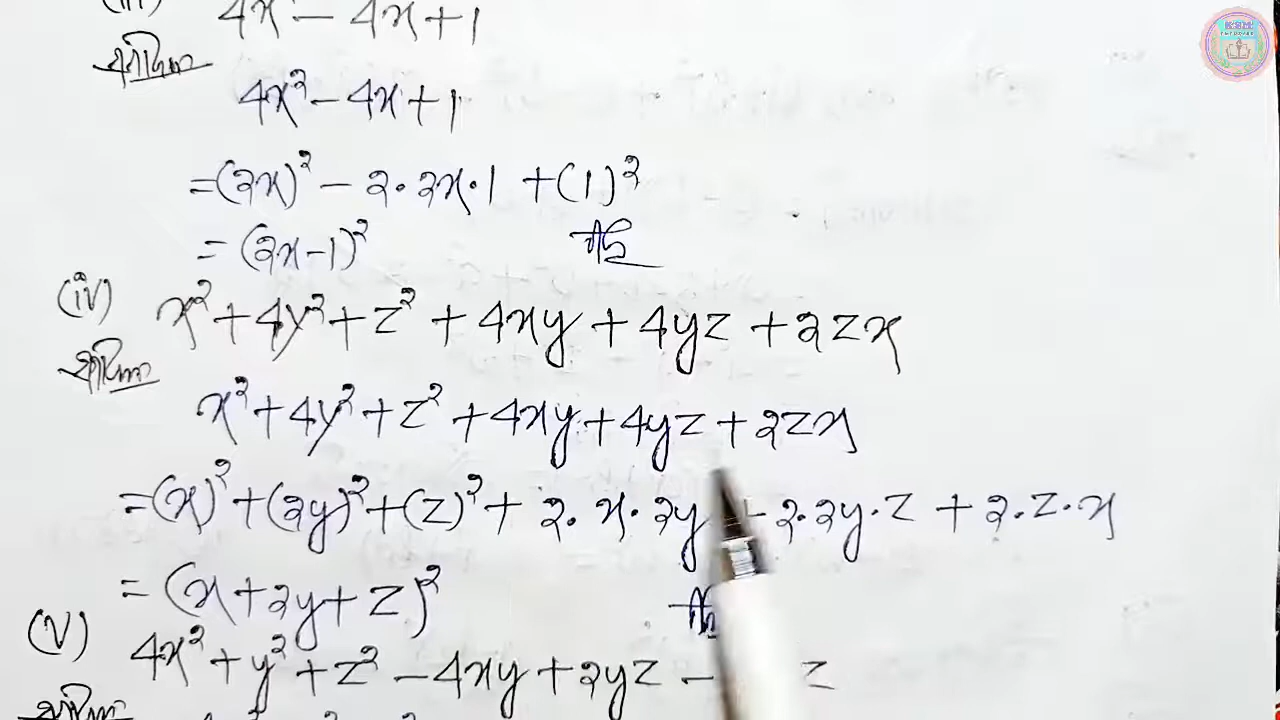 4x² - 4x + 1
4x² - 4x + 1
= (2x)² - 2·2x·1 + (1)²
= (2x-1)²
(iv) x² + 4y² + z² + 4xy + 4yz + 2zx
x² + 4y² + z² + 4xy + 4yz + 2zx
= (x)² + (2y)² + (z)² + 2·x·2y 2·2y·z + 2·z·x
= (x+2y+z)²
(v) 4x² + y² + z² - 4xy + 2yz - z